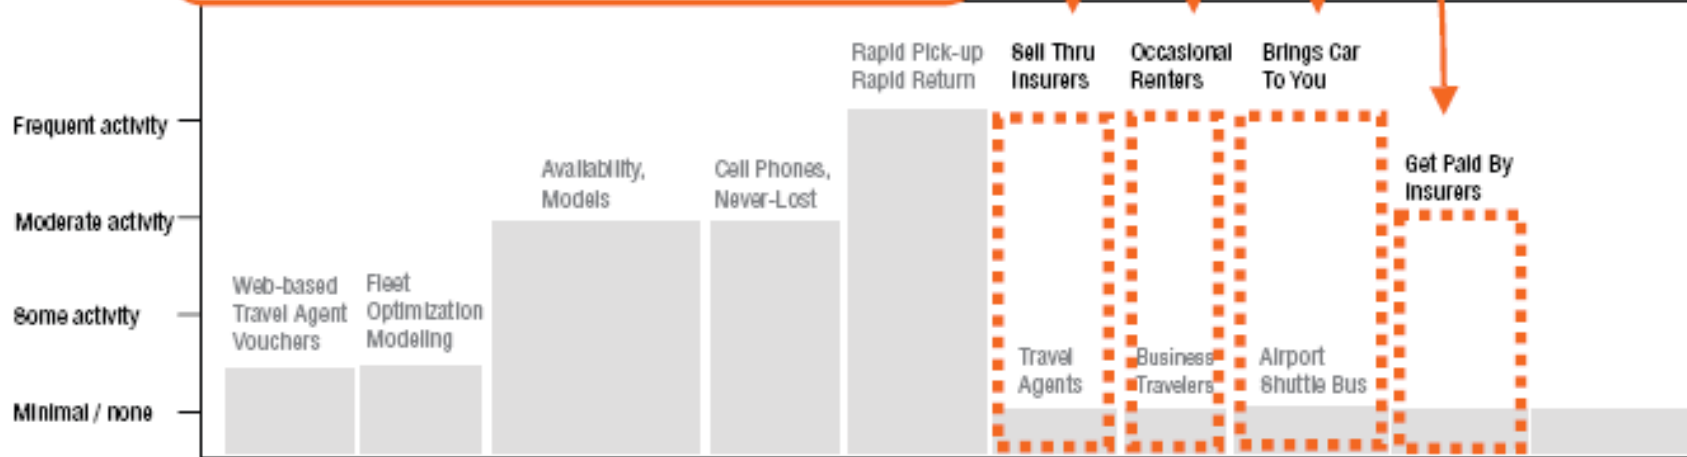 Rapid Pick-up
Rapid Return
Sell Thru
Insurers
Occasional
Renters
Brings Car
To You
Frequent activity
Availability,
Models
Cell Phones,
Never-Lost
Get Paid By
Insurers
Moderate activity
Web-based
Travel Agent
Vouchers
Fleet
Optimization
Modeling
Some activity
Travel
Agents
Business
Travelers
Airport
Shuttle Bus
Minimal / none